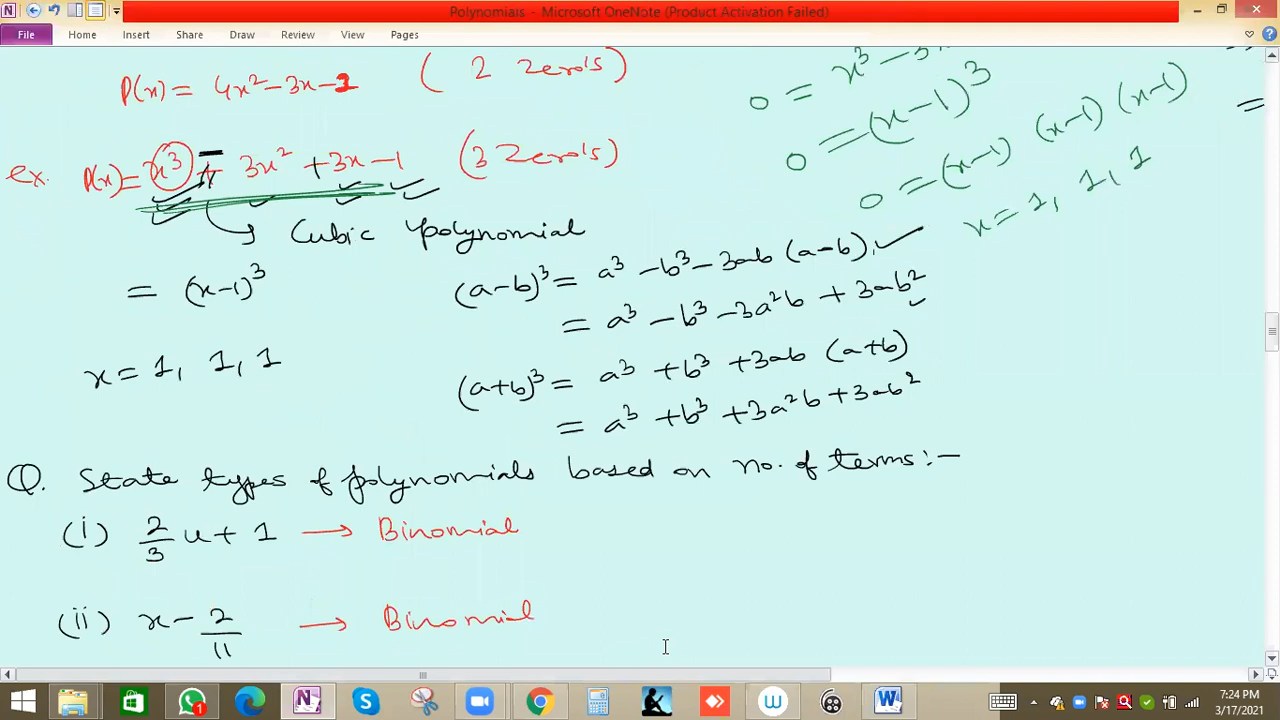 Polynomials - Microsoft OneNote (Product Activation Failed)
File Home Insert Share Draw Review View Pages
P(x) = 4x² - 3x - 1 (2 Zero's)
ex. P(x) = x³ - 3x² + 3x - 1 (3 Zero's)
Cubic polynomial
= (x-1)³
x = 1, 1, 1
0 = x³ - 3
0 = (x-1)³
0 = (x-1) (x-1) (x-1)
x = 1, 1, 1
=
(a-b)³ = a³ - b³ - 3ab (a-b),
= a³ - b³ - 3a²b + 3ab²
(a+b)³ = a³ + b³ + 3ab (a+b)
= a³ + b³ + 3a²b + 3ab²
Q. State types of polynomials based on no. of terms :-
(i) 2/3 u + 1 → Binomial
(ii) x - 2/11 → Binomial
7:24 PM
3/17/2021